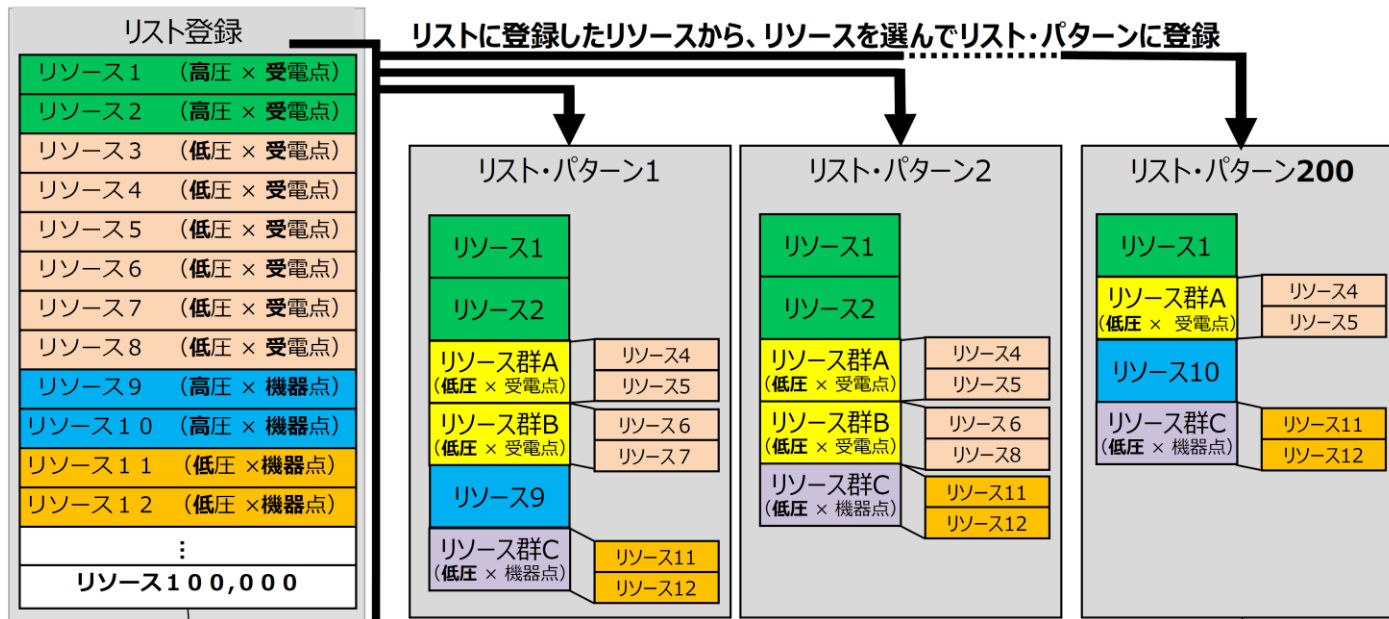 リスト登録
リソース1 （高圧 × 受電点）
リソース2 （高圧 × 受電点）
リソース3 （低圧 × 受電点）
リソース4 （低圧 × 受電点）
リソース5 （低圧 × 受電点）
リソース6 （低圧 × 受電点）
リソース7 （低圧 × 受電点）
リソース8 （低圧 × 受電点）
リソース9 （高圧 × 機器点）
リソース10 （高圧 × 機器点）
リソース11 （低圧 ×機器点）
リソース12 （低圧 ×機器点）
⋮
リソース100,000
リストに登録したリソースから、リソースを選んでリスト・パターンに登録
リスト・パターン1
リソース1
リソース2
リソース群A
（低圧 × 受電点）
リソース4
リソース5
リソース群B
（低圧 × 受電点）
リソース6
リソース7
リソース9
リソース群C
（低圧 × 機器点）
リソース11
リソース12
リスト・パターン2
リソース1
リソース2
リソース群A
（低圧 × 受電点）
リソース4
リソース5
リソース群B
（低圧 × 受電点）
リソース6
リソース8
リソース群C
（低圧 × 機器点）
リソース11
リソース12
リスト・パターン200
リソース1
リソース群A
（低圧 × 受電点）
リソース4
リソース5
リソース10
リソース群C
（低圧 × 機器点）
リソース11
リソース12